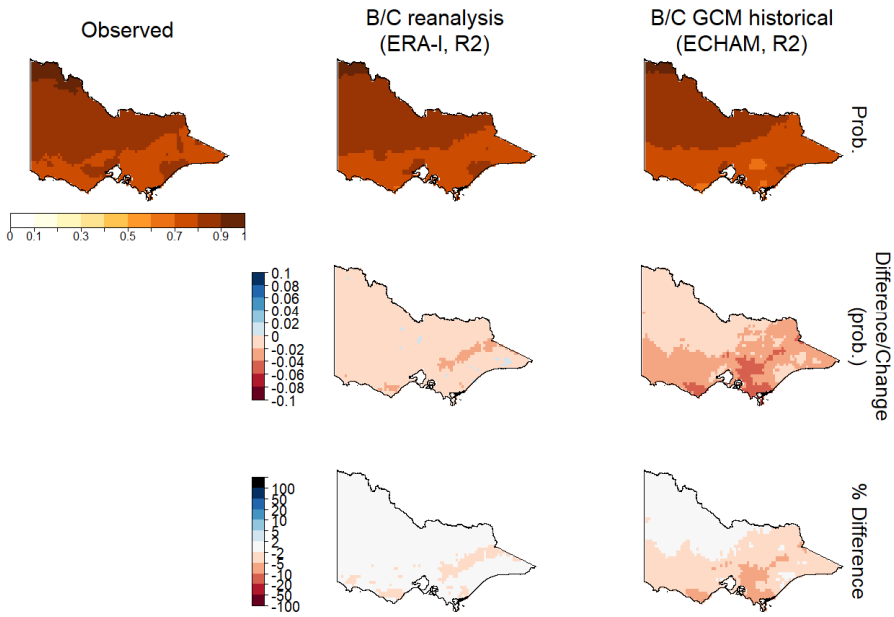 Observed
B/C reanalysis
(ERA-I, R2)
B/C GCM historical
(ECHAM, R2)
Prob.
0 0.1 0.3 0.5 0.7 0.9 1
Difference/Change
(prob.)
0.1
0.08
0.06
0.04
0.02
0
-0.02
-0.04
-0.06
-0.08
-0.1
% Difference
100
50
20
10
5
2
-2
-5
-10
-20
-50
-100